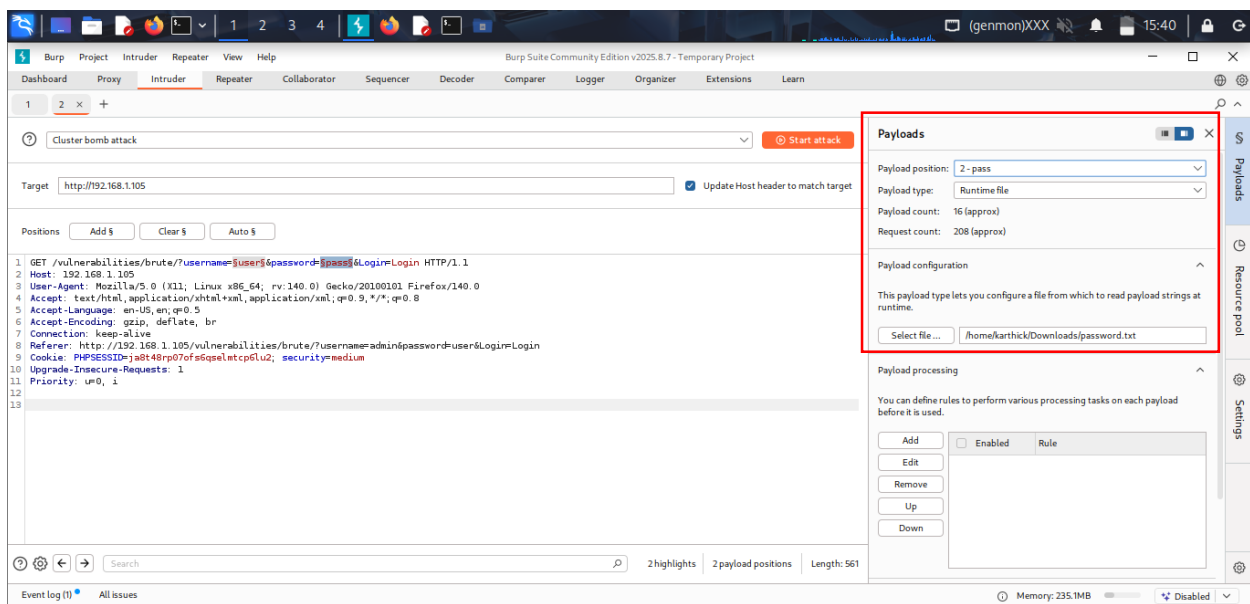 1 2 3 4 (genmon)XXX 15:40
Burp Project Intruder Repeater View Help Burp Suite Community Edition v2025.8.7 - Temporary Project
Dashboard Proxy Intruder Repeater Collaborator Sequencer Decoder Comparer Logger Organizer Extensions Learn
1 2 × +
Cluster bomb attack Start attack
Target http://192.168.1.105 Update Host header to match target
Positions Add § Clear § Auto §
1 GET /vulnerabilities/brute/?username=§user§&password=§pass§&Login=Login HTTP/1.1
2 Host: 192.168.1.105
3 User-Agent: Mozilla/5.0 (X11; Linux x86_64; rv:140.0) Gecko/20100101 Firefox/140.0
4 Accept: text/html,application/xhtml+xml,application/xml;q=0.9,*/*;q=0.8
5 Accept-Language: en-US,en;q=0.5
6 Accept-Encoding: gzip, deflate, br
7 Connection: keep-alive
8 Referer: http://192.168.1.105/vulnerabilities/brute/?username=admin&password=user&Login=Login
9 Cookie: PHPSESSID=ja8t48rp07ofs6qselmtcp6lu2; security=medium
10 Upgrade-Insecure-Requests: 1
11 Priority: u=0, i
12
13
Search 2 highlights 2 payload positions Length: 561
Payloads
Payload position: 2 - pass
Payload type: Runtime file
Payload count: 16 (approx)
Request count: 208 (approx)
Payload configuration
This payload type lets you configure a file from which to read payload strings at
runtime.
Select file ... /home/karthick/Downloads/password.txt
Payload processing
You can define rules to perform various processing tasks on each payload
before it is used.
Add Enabled Rule
Edit
Remove
Up
Down
Payloads
Resource pool
Settings
Event log (1) All issues Memory: 235.1MB Disabled